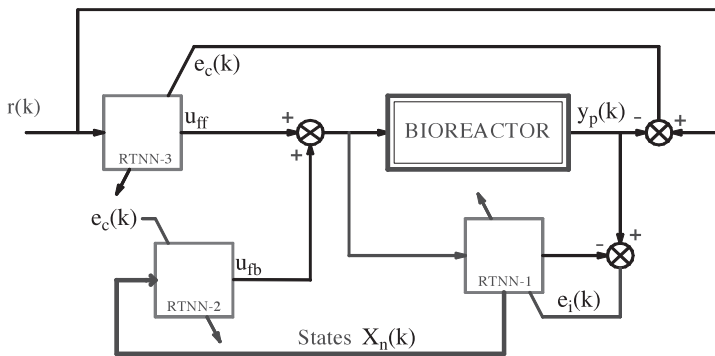 e_c(k)
r(k)
u_ff
+
+
BIOREACTOR
y_p(k)
-
+
RTNN-3
e_c(k)
u_fb
RTNN-2
-
+
RTNN-1
e_i(k)
States X_n(k)